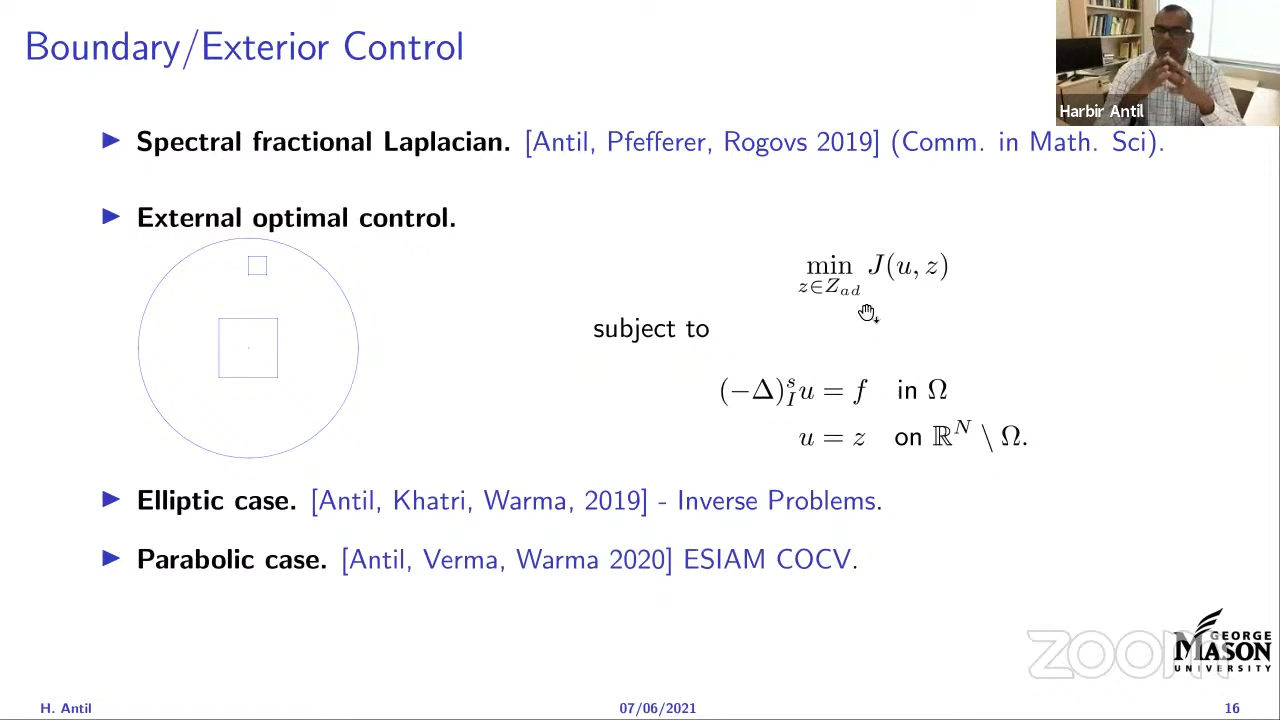 Boundary/Exterior Control
Harbir Antil
▶ Spectral fractional Laplacian. [Antil, Pfefferer, Rogovs 2019] (Comm. in Math. Sci).
▶ External optimal control.
min J(u, z)
z∈Z_ad
subject to
(−Δ)^s_I u = f in Ω
u = z on ℝ^N \ Ω.
▶ Elliptic case. [Antil, Khatri, Warma, 2019] - Inverse Problems.
▶ Parabolic case. [Antil, Verma, Warma 2020] ESIAM COCV.
zoom
GEORGE
MASON
UNIVERSITY
H. Antil 07/06/2021 16